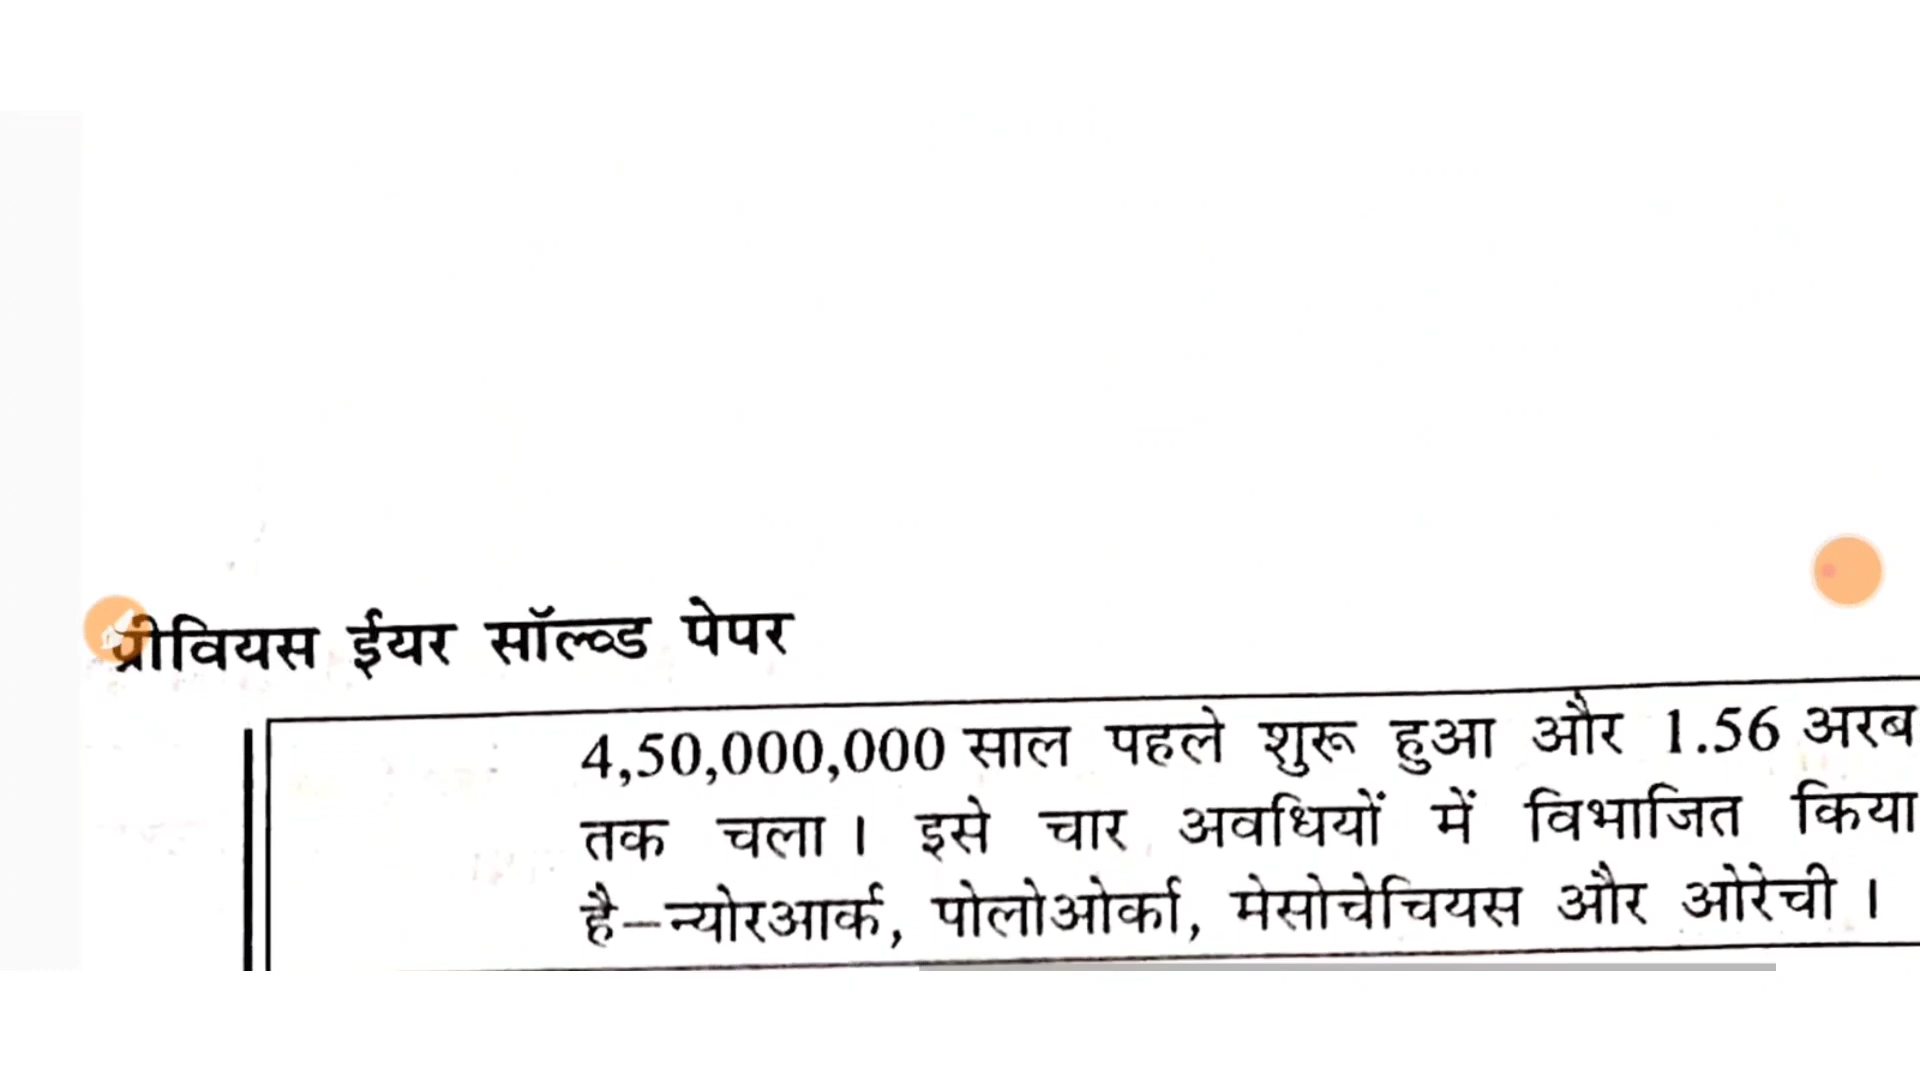 प्रीवियस ईयर सॉल्व्ड पेपर
4,50,000,000 साल पहले शुरू हुआ और 1.56 अरब
तक चला। इसे चार अवधियों में विभाजित किया
है–न्योरआर्क, पोलोओर्का, मेसोचेचियस और ओरेची।